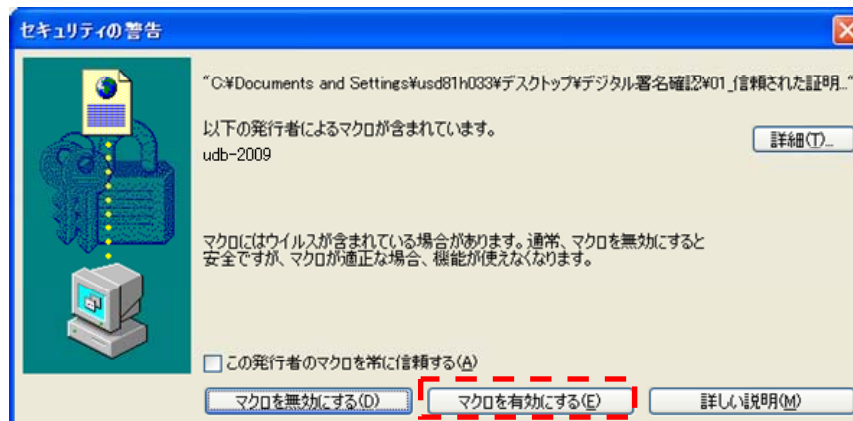 セキュリティの警告
"C:¥Documents and Settings¥usd81h033¥デスクトップ¥デジタル署名確認¥01_信頼された証明..."
以下の発行者によるマクロが含まれています。
詳細(T)...
udb-2009
マクロにはウイルスが含まれている場合があります。通常、マクロを無効にすると
安全ですが、マクロが適正な場合、機能が使えなくなります。
この発行者のマクロを常に信頼する(A)
マクロを無効にする(D)
マクロを有効にする(E)
詳しい説明(M)